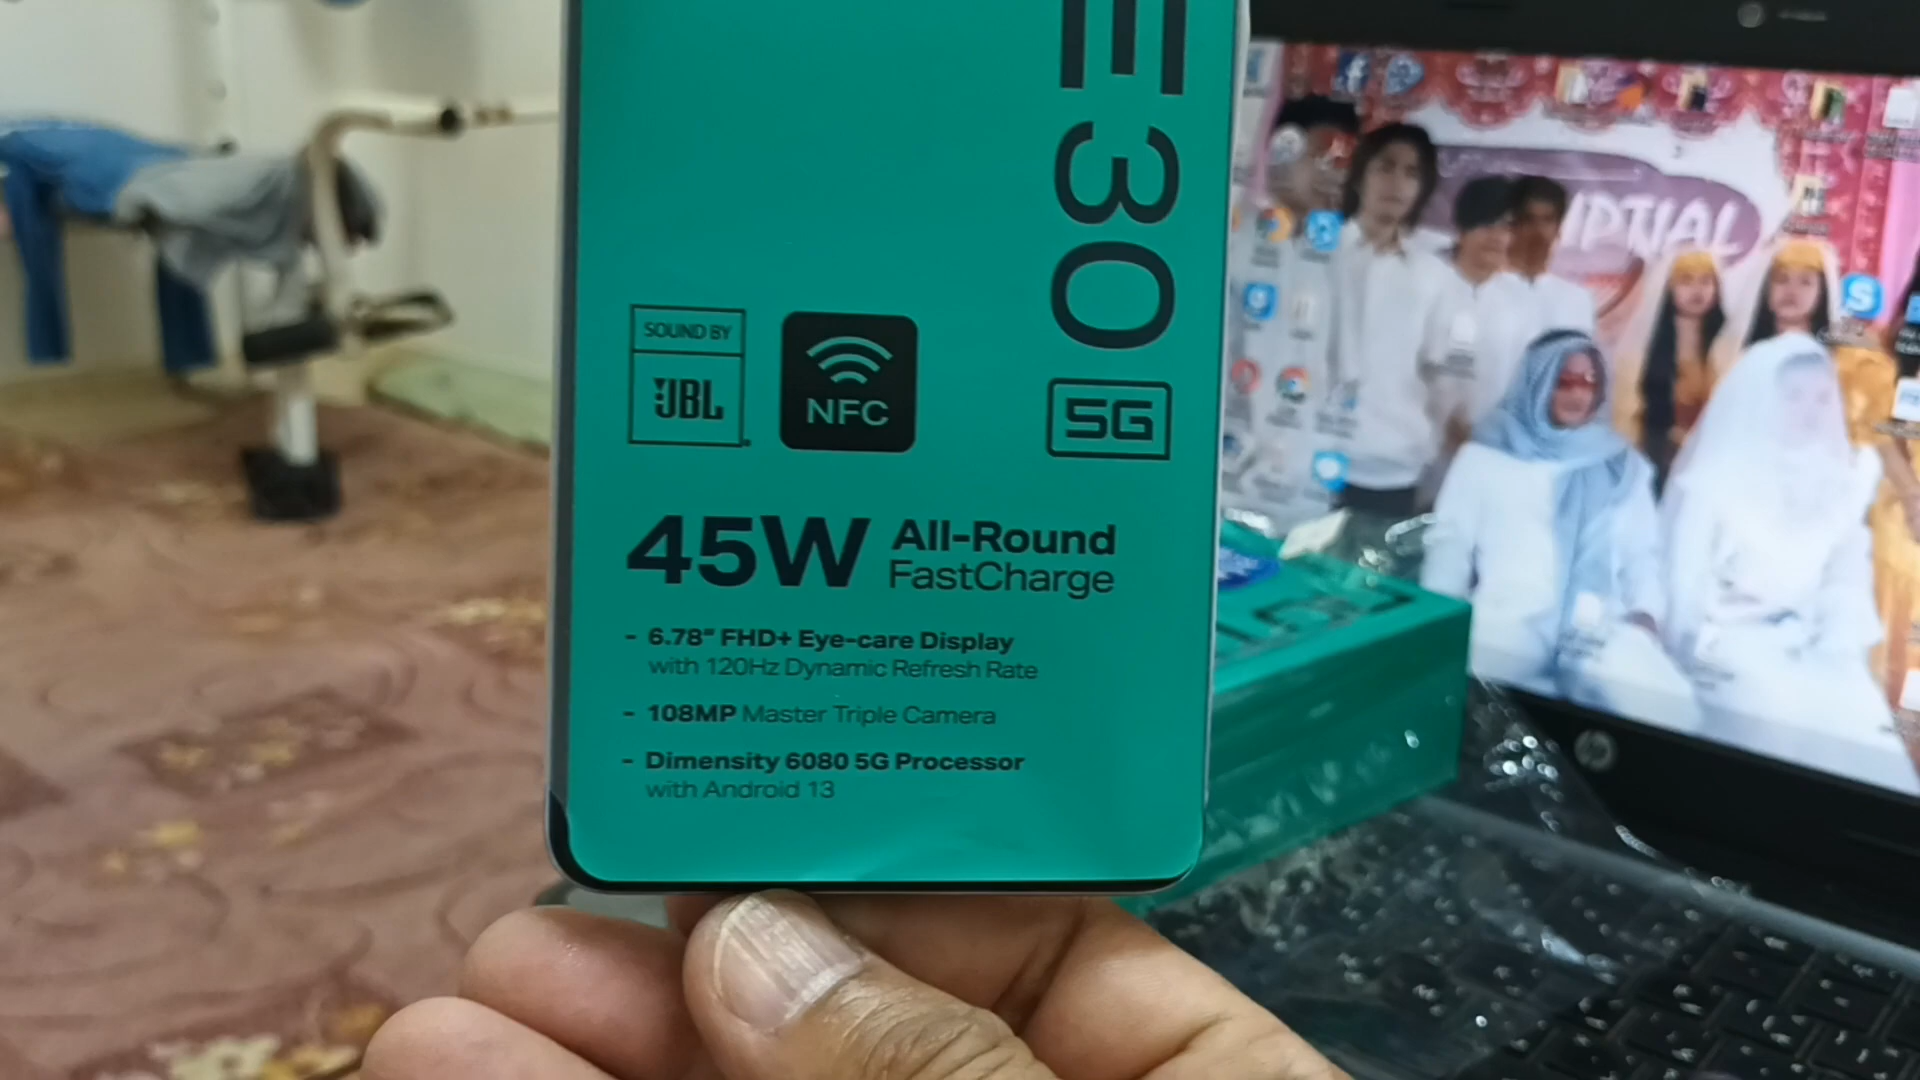 E30
5G
SOUND BY
JBL
NFC
45W All-Round
FastCharge
- 6.78" FHD+ Eye-care Display
with 120Hz Dynamic Refresh Rate
- 108MP Master Triple Camera
- Dimensity 6080 5G Processor
with Android 13
hp